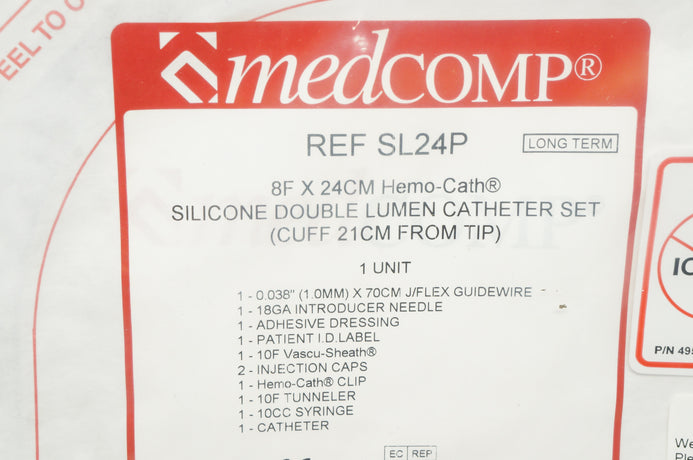 EEL TO O
medCOMP®
REF SL24P
LONG TERM
8F X 24CM Hemo-Cath®
SILICONE DOUBLE LUMEN CATHETER SET
(CUFF 21CM FROM TIP)
1 UNIT
1 - 0.038" (1.0MM) X 70CM J/FLEX GUIDEWIRE
1 - 18GA INTRODUCER NEEDLE
1 - ADHESIVE DRESSING
1 - PATIENT I.D.LABEL
1 - 10F Vascu-Sheath®
2 - INJECTION CAPS
1 - Hemo-Cath® CLIP
1 - 10F TUNNELER
1 - 10CC SYRINGE
1 - CATHETER
EC REP
P/N 49
We
Ple